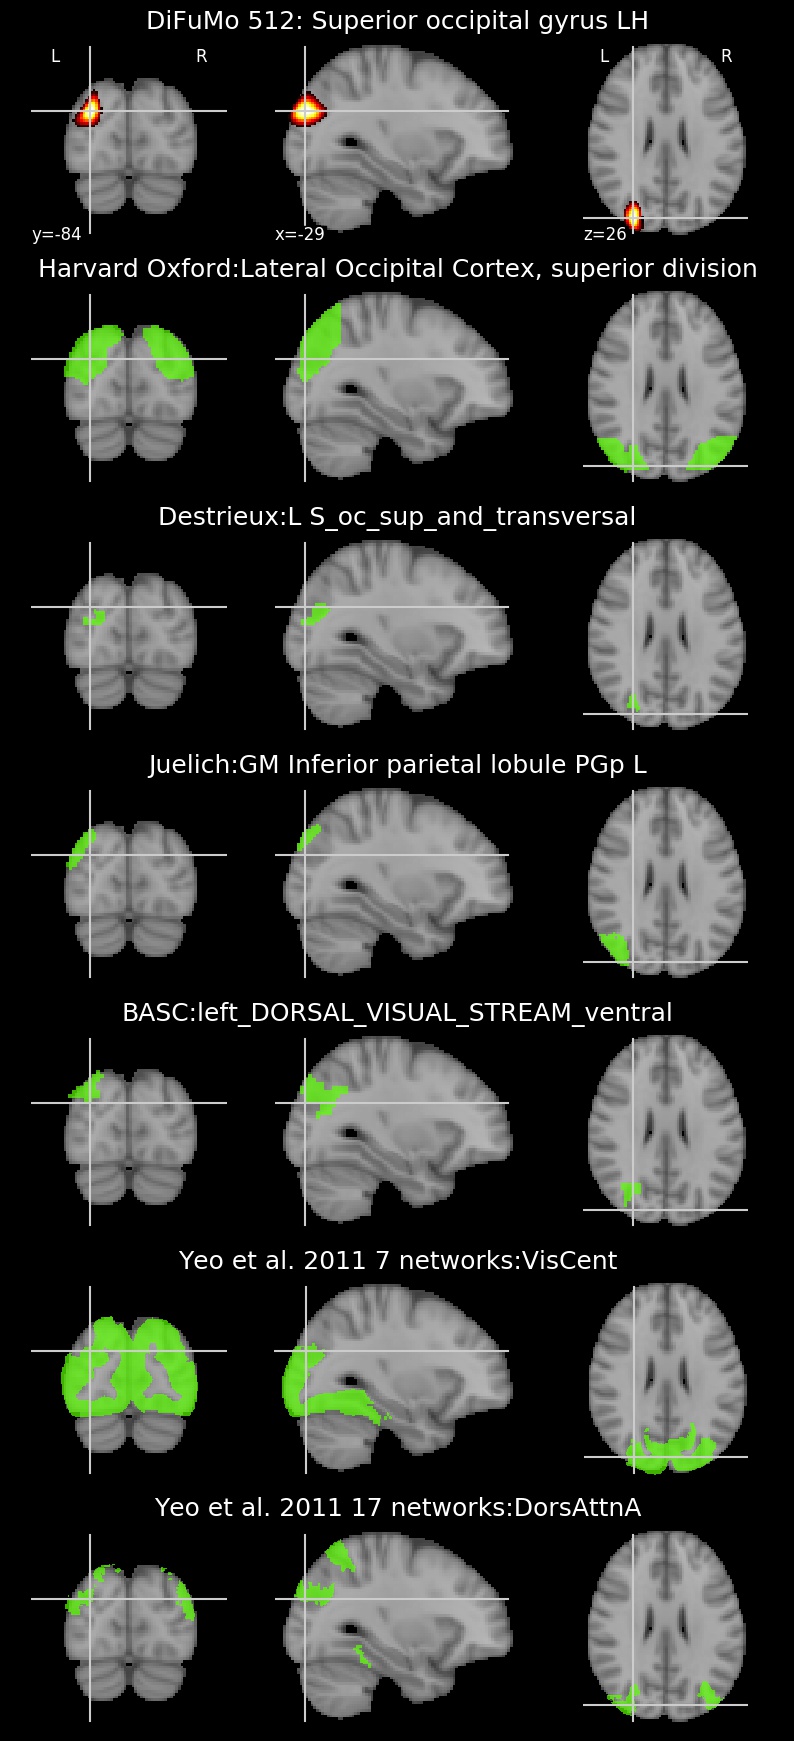 DiFuMo 512: Superior occipital gyrus LH
L R L R
y=-84 x=-29 z=26
Harvard Oxford:Lateral Occipital Cortex, superior division
Destrieux:L S_oc_sup_and_transversal
Juelich:GM Inferior parietal lobule PGp L
BASC:left_DORSAL_VISUAL_STREAM_ventral
Yeo et al. 2011 7 networks:VisCent
Yeo et al. 2011 17 networks:DorsAttnA